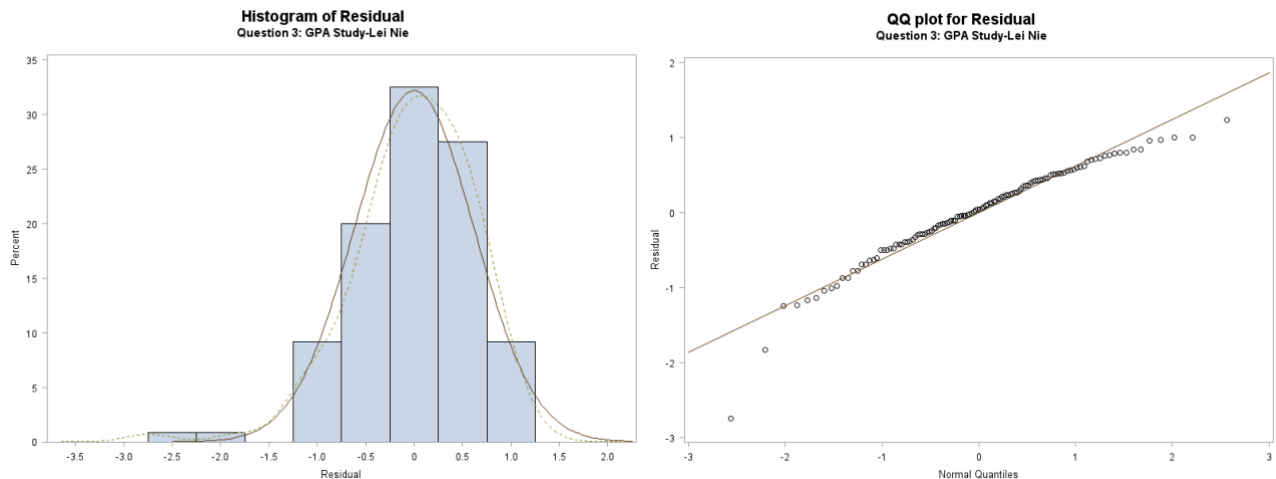 Histogram of Residual
Question 3: GPA Study-Lei Nie
35
30
25
20
15
10
5
0
Percent
-3.5 -3.0 -2.5 -2.0 -1.5 -1.0 -0.5 0.0 0.5 1.0 1.5 2.0
Residual
QQ plot for Residual
Question 3: GPA Study-Lei Nie
2
1
0
-1
-2
-3
Residual
-3 -2 -1 0 1 2 3
Normal Quantiles